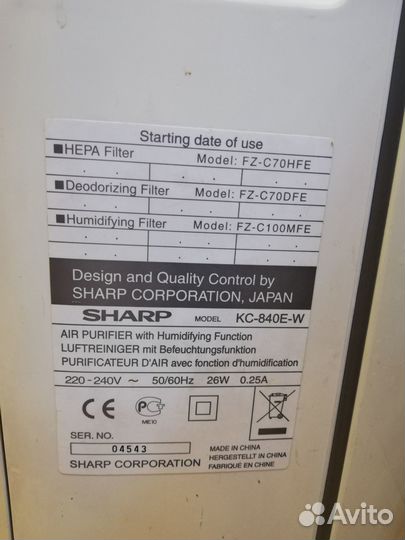 Starting date of use
■HEPA Filter Model: FZ-C70HFE
■Deodorizing Filter Model: FZ-C70DFE
■Humidifying Filter Model: FZ-C100MFE
Design and Quality Control by
SHARP CORPORATION, JAPAN
SHARP MODEL KC-840E-W
AIR PURIFIER with Humidifying Function
LUFTREINIGER mit Befeuchtungsfunktion
PURIFICATEUR D'AIR avec fonction d'humidification
220-240V ~ 50/60Hz 26W 0.25A
CE
ME10
SER. NO.
04543
MADE IN CHINA
HERGESTELLT IN CHINA
SHARP CORPORATION
FABRIQUÉ EN CHINE
Avito